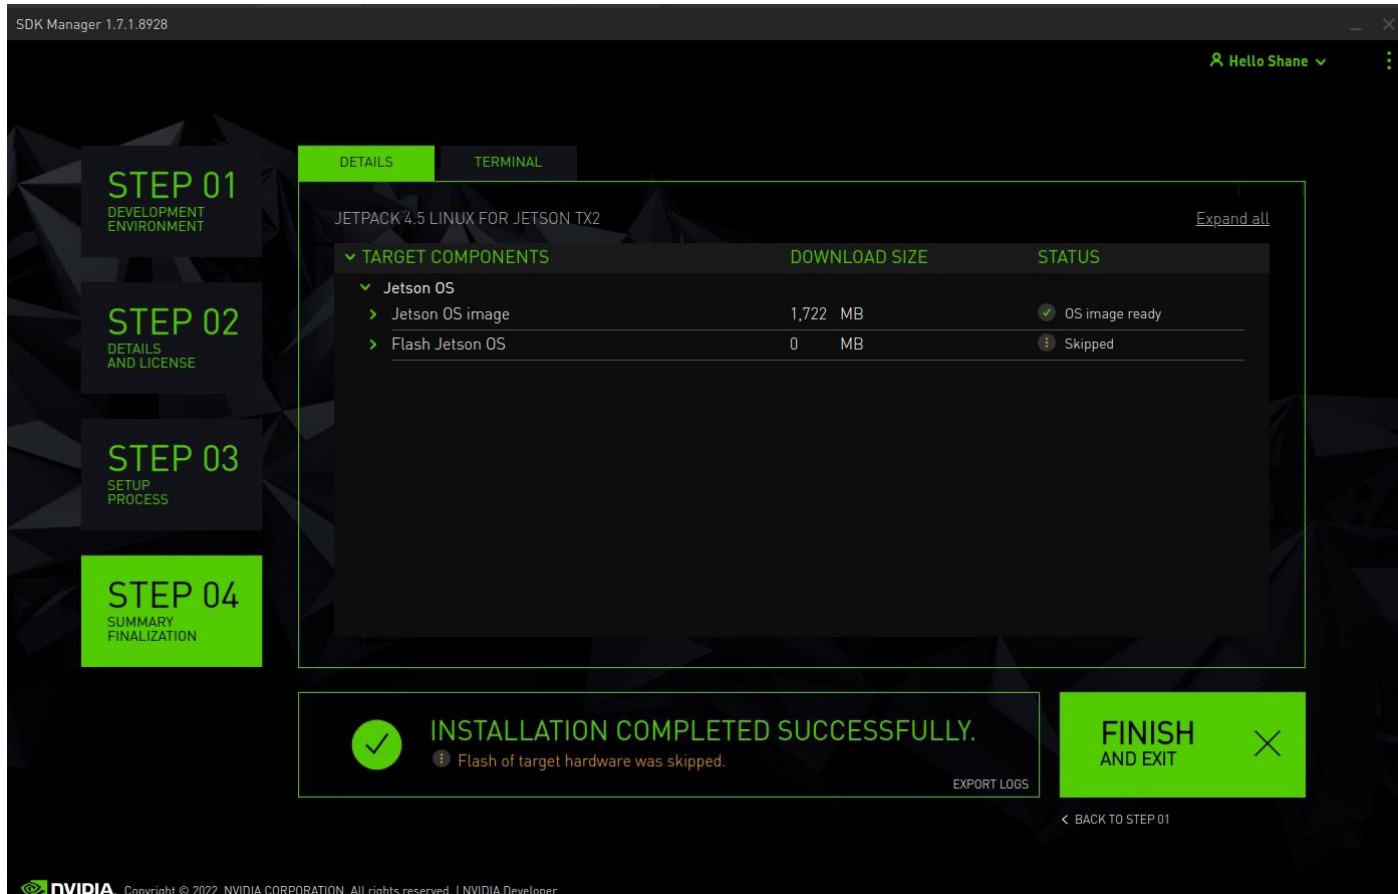 SDK Manager 1.7.1.8928
Hello Shane
STEP 01
DEVELOPMENT
ENVIRONMENT
STEP 02
DETAILS
AND LICENSE
STEP 03
SETUP
PROCESS
STEP 04
SUMMARY
FINALIZATION
DETAILS TERMINAL
JETPACK 4.5 LINUX FOR JETSON TX2 Expand all
TARGET COMPONENTS DOWNLOAD SIZE STATUS
Jetson OS
Jetson OS image 1,722 MB OS image ready
Flash Jetson OS 0 MB Skipped
INSTALLATION COMPLETED SUCCESSFULLY.
Flash of target hardware was skipped.
EXPORT LOGS
FINISH
AND EXIT
BACK TO STEP 01
NVIDIA. Copyright © 2022, NVIDIA CORPORATION. All rights reserved. | NVIDIA Developer